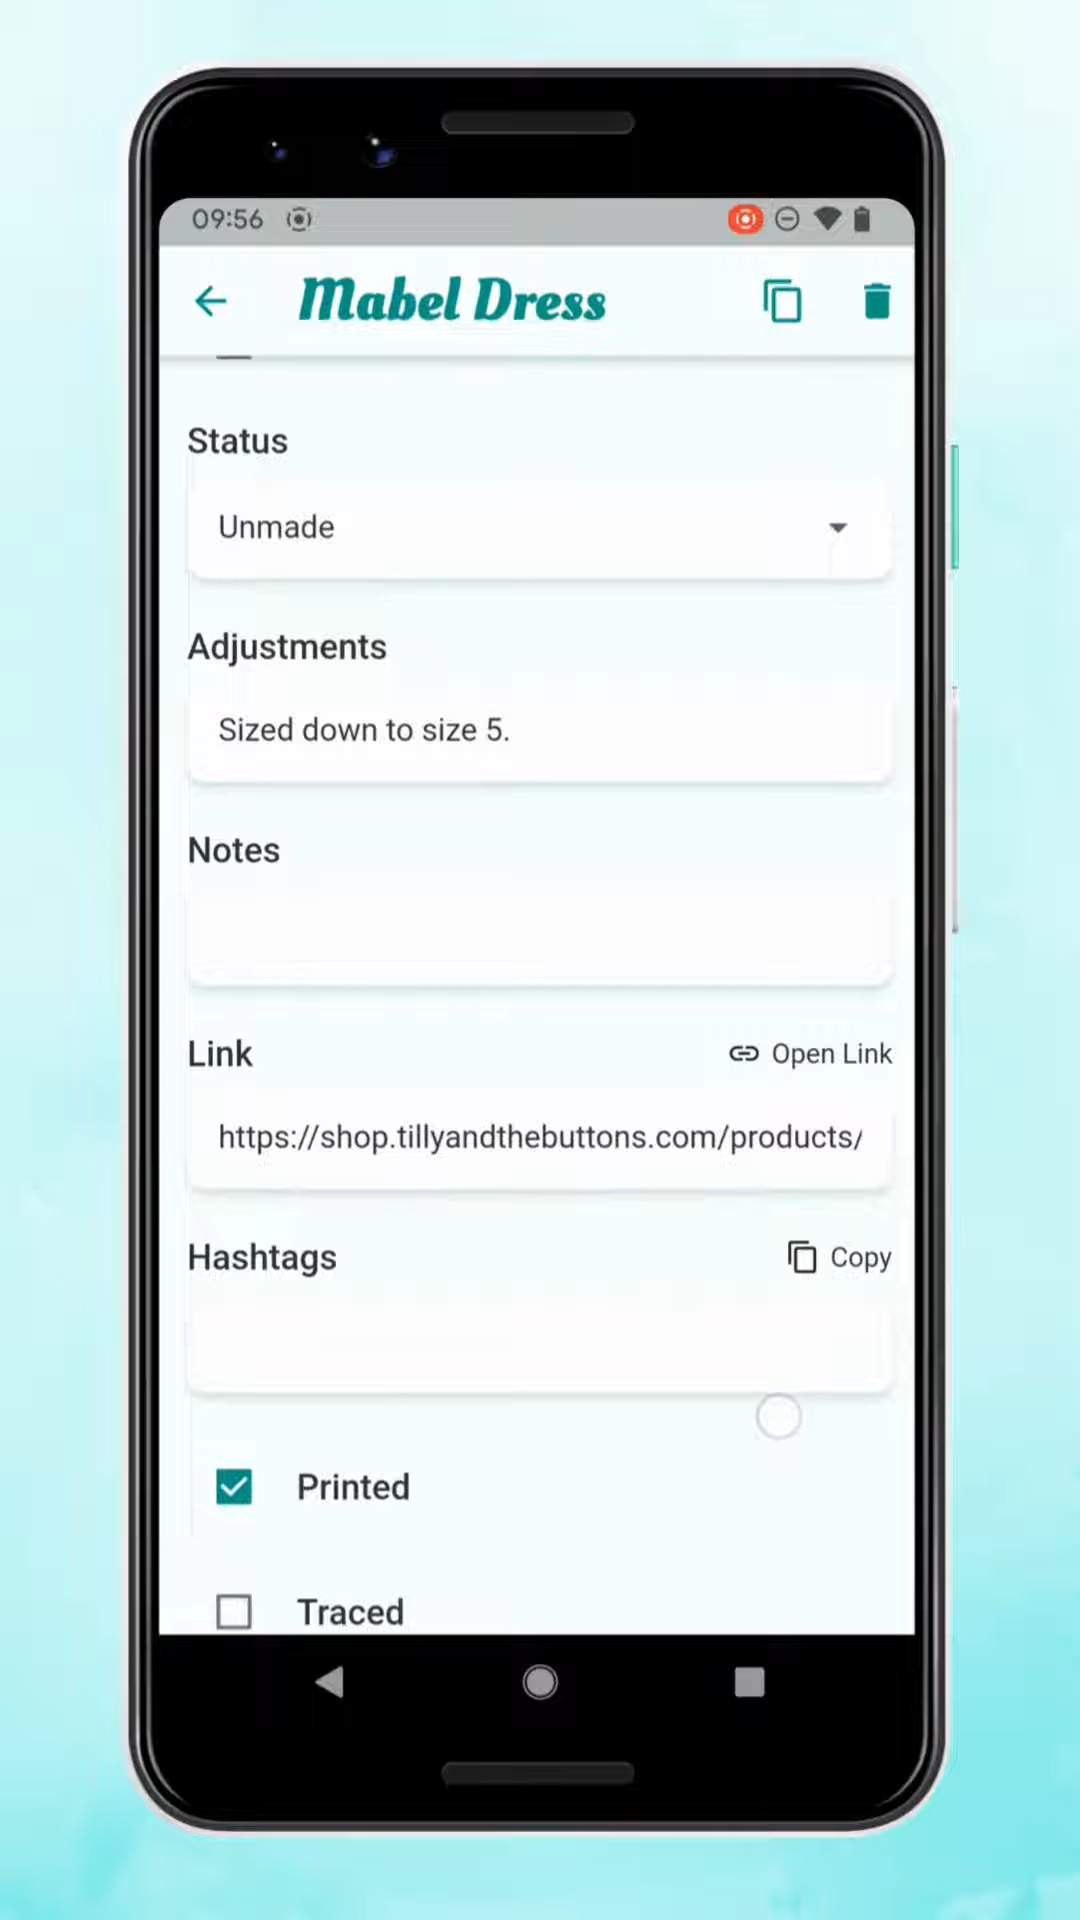 09:56
Mabel Dress
Status
Unmade
Adjustments
Sized down to size 5.
Notes
Link
Open Link
https://shop.tillyandthebuttons.com/products/
Hashtags
Copy
Printed
Traced